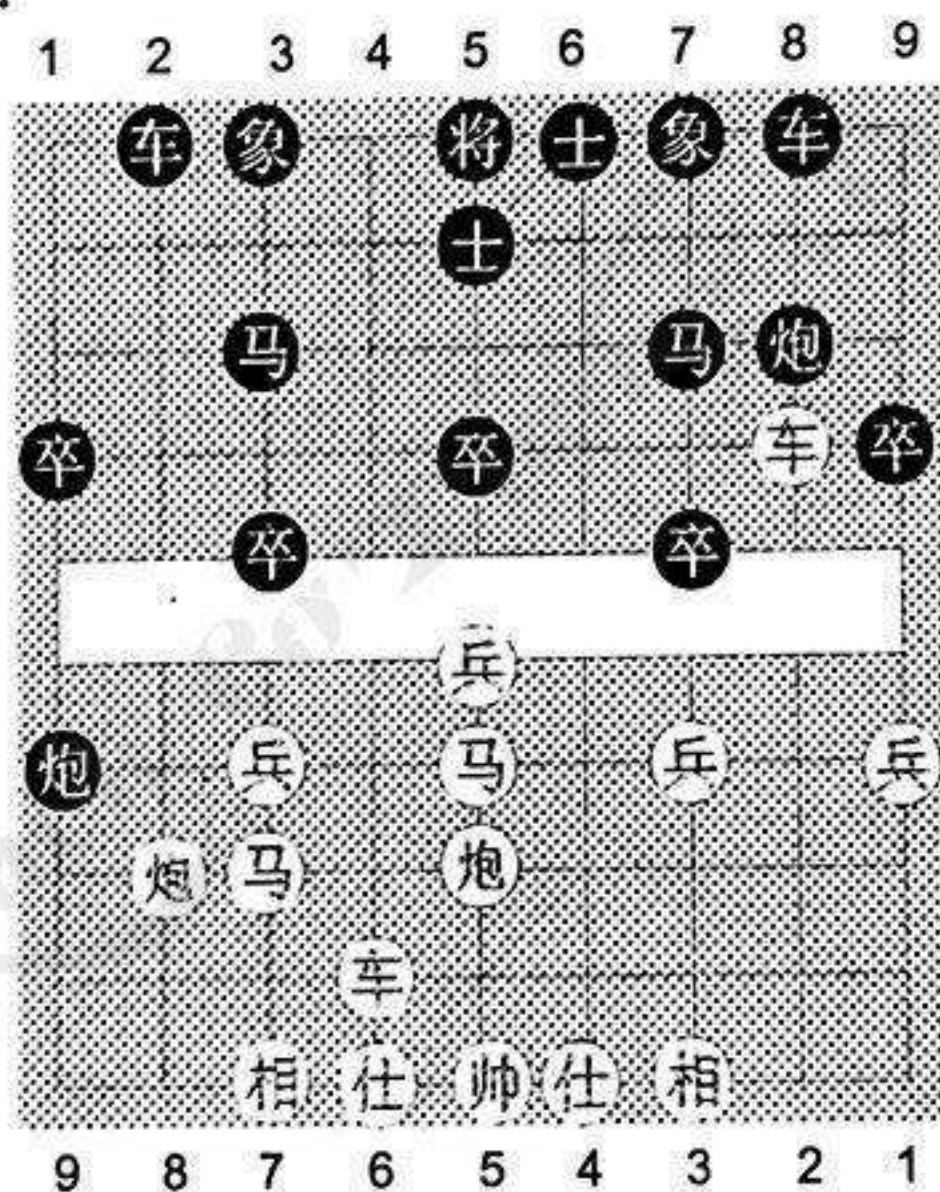 1 2 3 4 5 6 7 8 9
车 象 将 士 象 车
士
马 马 炮
卒 卒 车 卒
卒 卒
兵
炮 兵 马 兵 兵
炮 马 炮
车
相 仕 帅 仕 相
9 8 7 6 5 4 3 2 1